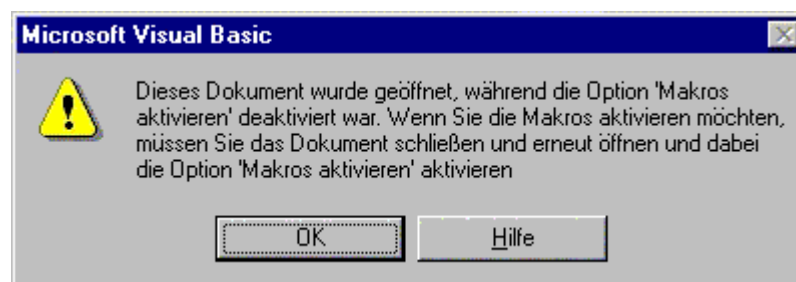 Microsoft Visual Basic
Dieses Dokument wurde geöffnet, während die Option 'Makros
aktivieren' deaktiviert war. Wenn Sie die Makros aktivieren möchten,
müssen Sie das Dokument schließen und erneut öffnen und dabei
die Option 'Makros aktivieren' aktivieren
OK
Hilfe